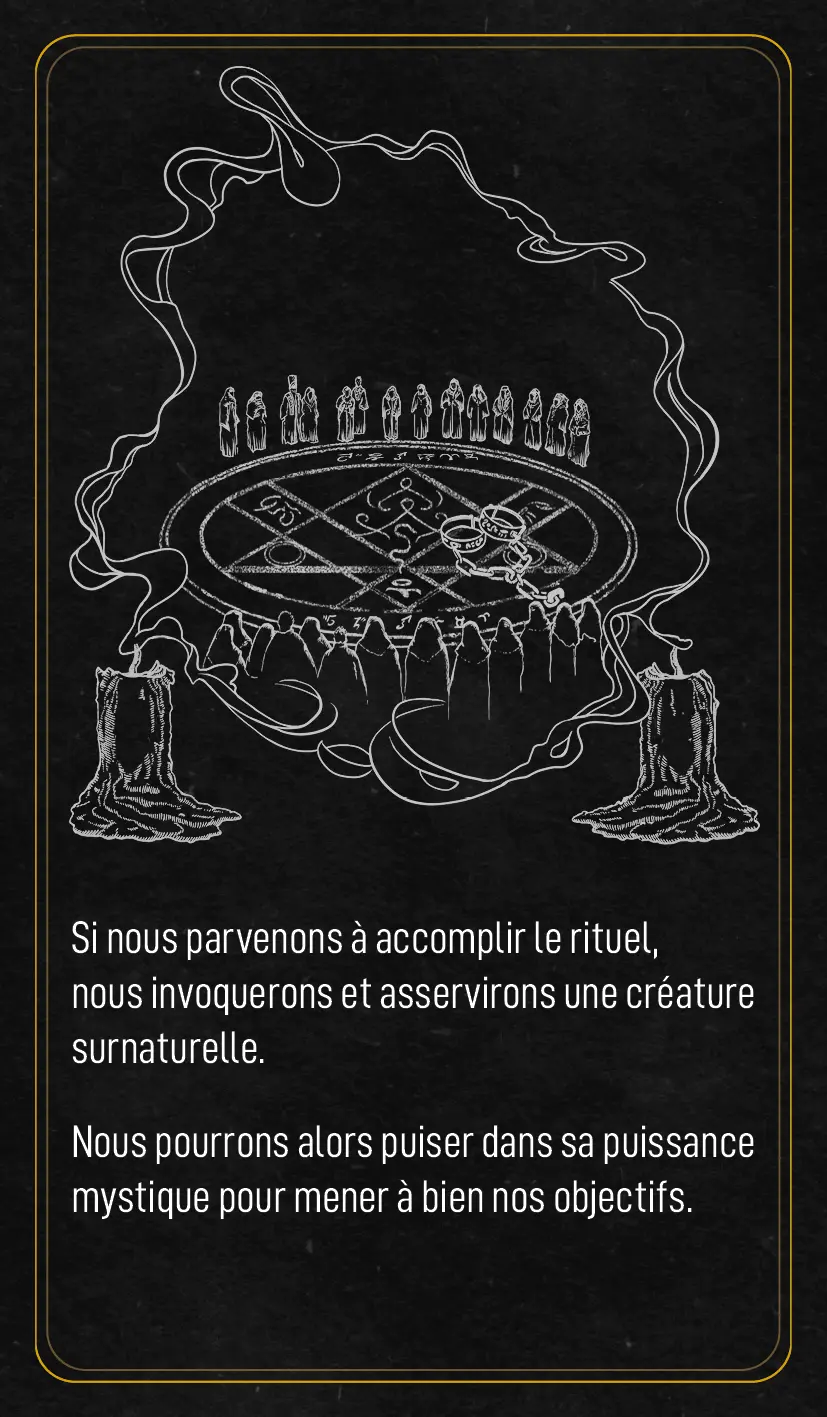 Si nous parvenons à accomplir le rituel,
nous invoquerons et asservirons une créature
surnaturelle.
Nous pourrons alors puiser dans sa puissance
mystique pour mener à bien nos objectifs.